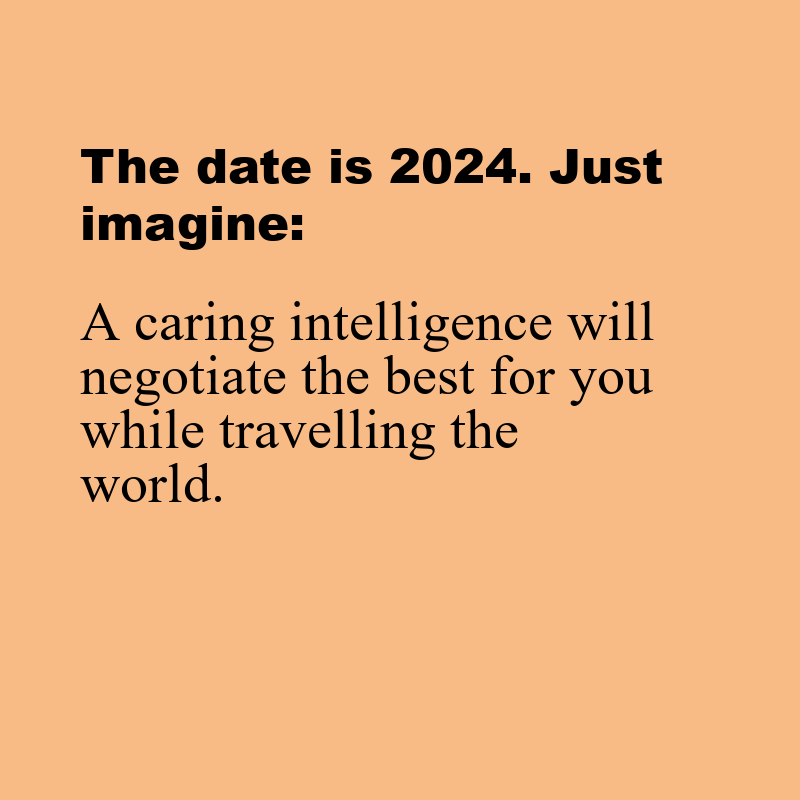 The date is 2024. Just
imagine:
A caring intelligence will
negotiate the best for you
while travelling the
world.